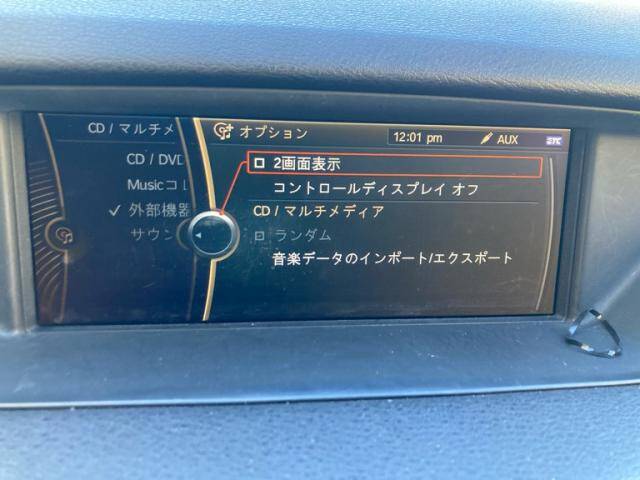 CD / マルチメ
オプション
12:01 pm
AUX
ETC
CD / DVD
Musicコ
✓ 外部機器
サウン
2画面表示
コントロールディスプレイ オフ
CD / マルチメディア
ランダム
音楽データのインポート/エクスポート